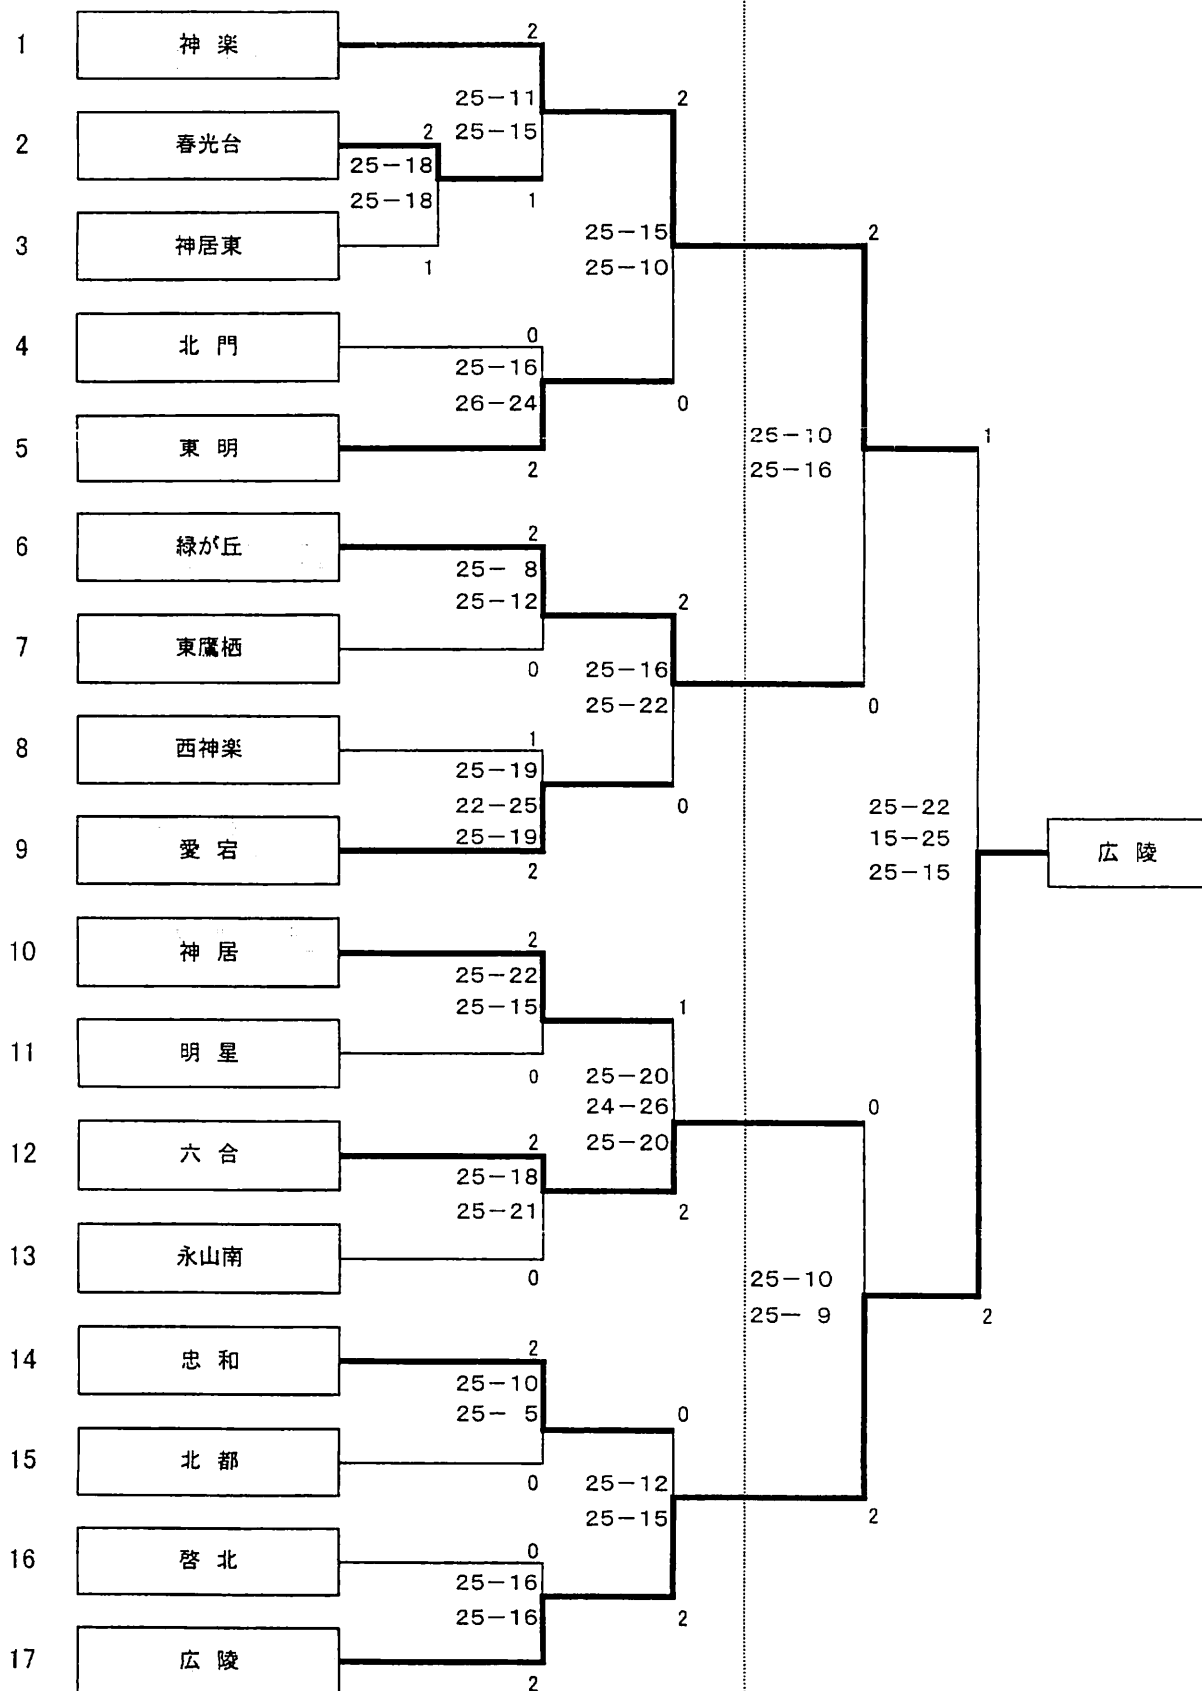 1 神楽 2
25-11 2
2 春光台 2 25-15
25-18
25-18 1
3 神居東 25-15 2
1 25-10
4 北門 0
25-16
26-24 0
5 東明 25-10 1
2 25-16
6 緑が丘 2
25- 8
25-12 2
7 東鷹栖
0 25-16
25-22 0
8 西神楽 1
25-19
22-25 0 25-22
9 愛宕 25-19 15-25 広陵
2 25-15
10 神居 2
25-22
25-15 1
11 明星
0 25-20
24-26 0
12 六合 2 25-20
25-18
25-21 2
13 永山南
0 25-10
25- 9 2
14 忠和 2
25-10
25- 5 0
15 北都
0 25-12
25-15 2
16 啓北 0
25-16
25-16 2
17 広陵
2